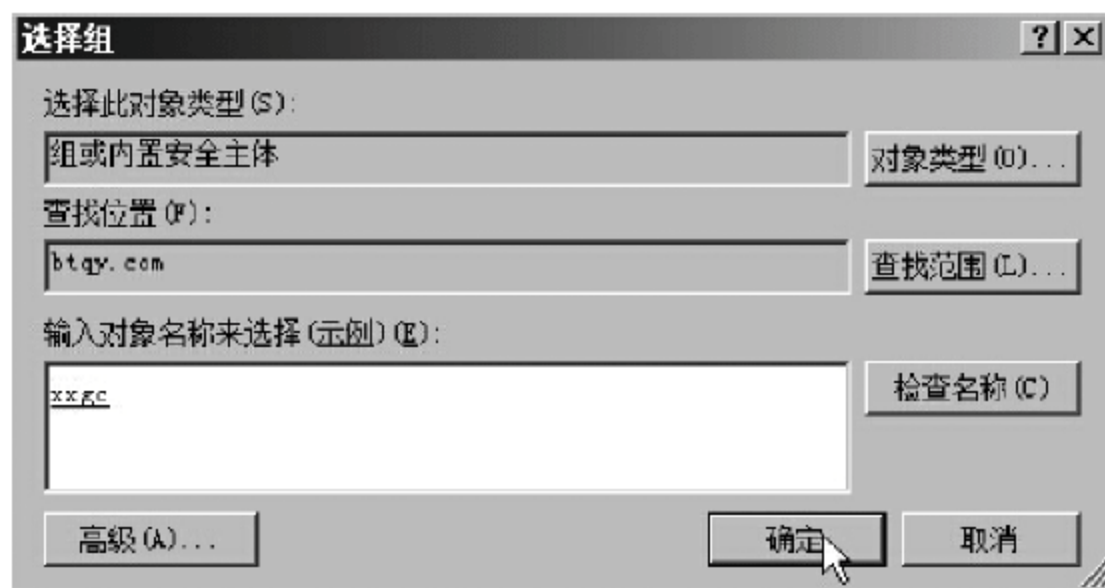 选择组
选择此对象类型(S):
组或内置安全主体 对象类型(O)...
查找位置(F):
btqy.com 查找范围(L)...
输入对象名称来选择(示例)(E):
xxgc 检查名称(C)
高级(A)... 确定 取消